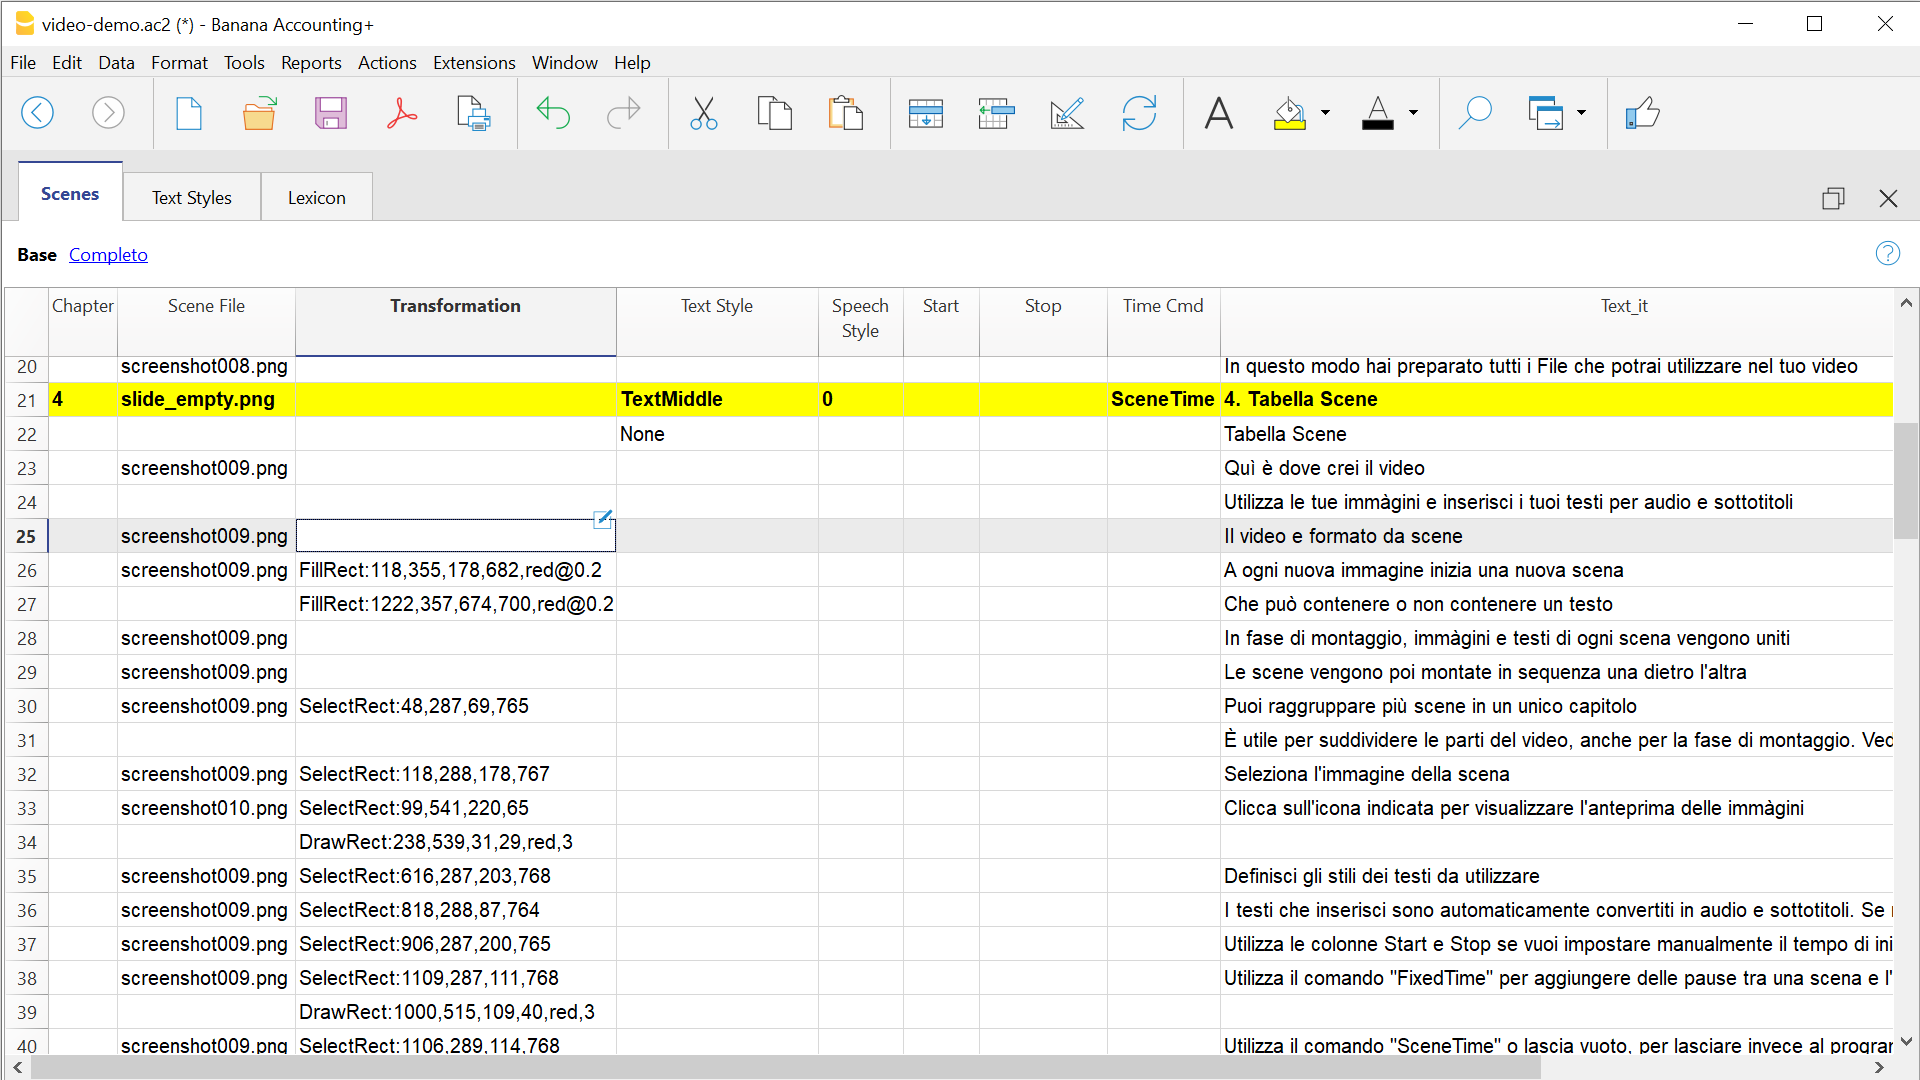 video-demo.ac2 (*) - Banana Accounting+
File Edit Data Format Tools Reports Actions Extensions Window Help
Scenes Text Styles Lexicon
Base Completo
Chapter Scene File Transformation Text Style Speech Style Start Stop Time Cmd Text_it
20 screenshot008.png In questo modo hai preparato tutti i File che potrai utilizzare nel tuo video
21 4 slide_empty.png TextMiddle 0 SceneTime 4. Tabella Scene
22 None Tabella Scene
23 screenshot009.png Quì è dove crei il video
24 Utilizza le tue immàgini e inserisci i tuoi testi per audio e sottotitoli
25 screenshot009.png Il video e formato da scene
26 screenshot009.png FillRect:118,355,178,682,red@0.2 A ogni nuova immagine inizia una nuova scena
27 FillRect:1222,357,674,700,red@0.2 Che può contenere o non contenere un testo
28 screenshot009.png In fase di montaggio, immàgini e testi di ogni scena vengono uniti
29 screenshot009.png Le scene vengono poi montate in sequenza una dietro l'altra
30 screenshot009.png SelectRect:48,287,69,765 Puoi raggruppare più scene in un unico capitolo
31 È utile per suddividere le parti del video, anche per la fase di montaggio. Ved
32 screenshot009.png SelectRect:118,288,178,767 Seleziona l'immagine della scena
33 screenshot010.png SelectRect:99,541,220,65 Clicca sull'icona indicata per visualizzare l'anteprima delle immàgini
34 DrawRect:238,539,31,29,red,3
35 screenshot009.png SelectRect:616,287,203,768 Definisci gli stili dei testi da utilizzare
36 screenshot009.png SelectRect:818,288,87,764 I testi che inserisci sono automaticamente convertiti in audio e sottotitoli. Se
37 screenshot009.png SelectRect:906,287,200,765 Utilizza le colonne Start e Stop se vuoi impostare manualmente il tempo di ini
38 screenshot009.png SelectRect:1109,287,111,768 Utilizza il comando "FixedTime" per aggiungere delle pause tra una scena e l'
39 DrawRect:1000,515,109,40,red,3
40 screenshot009.png SelectRect:1106,289,114,768 Utilizza il comando "SceneTime" o lascia vuoto, per lasciare invece al prograr